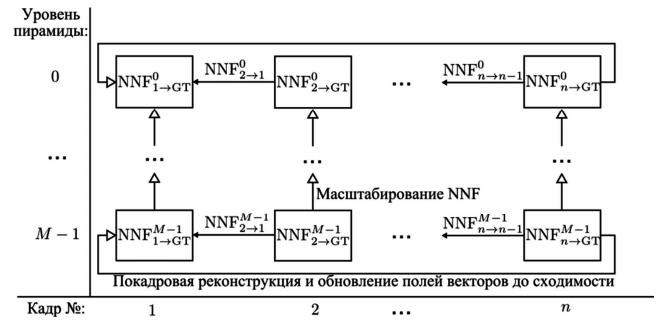 Уровень
пирамиды:
0
NNF^0_{1→GT} NNF^0_{2→1} NNF^0_{2→GT} ... NNF^0_{n→n−1} NNF^0_{n→GT}
... ... ... ...
Масштабирование NNF
M − 1
NNF^{M−1}_{1→GT} NNF^{M−1}_{2→1} NNF^{M−1}_{2→GT} ... NNF^{M−1}_{n→n−1} NNF^{M−1}_{n→GT}
Покадровая реконструкция и обновление полей векторов до сходимости
Кадр №: 1 2 ... n